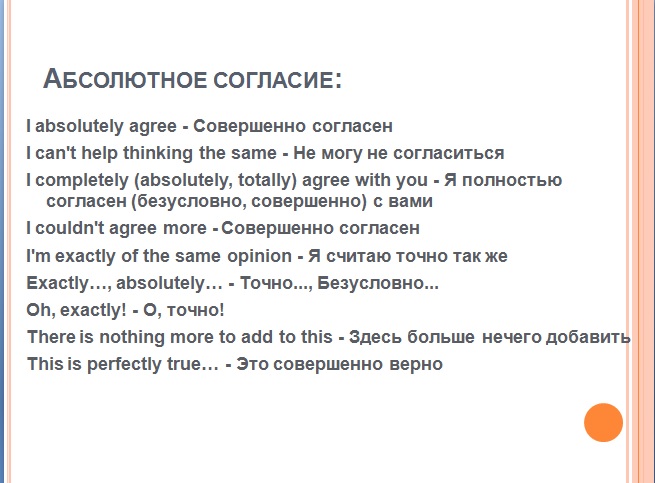 Абсолютное согласие:
I absolutely agree - Совершенно согласен
I can't help thinking the same - Не могу не согласиться
I completely (absolutely, totally) agree with you - Я полностью
согласен (безусловно, совершенно) с вами
I couldn't agree more - Совершенно согласен
I'm exactly of the same opinion - Я считаю точно так же
Exactly…, absolutely… - Точно..., Безусловно...
Oh, exactly! - О, точно!
There is nothing more to add to this - Здесь больше нечего добавить
This is perfectly true… - Это совершенно верно